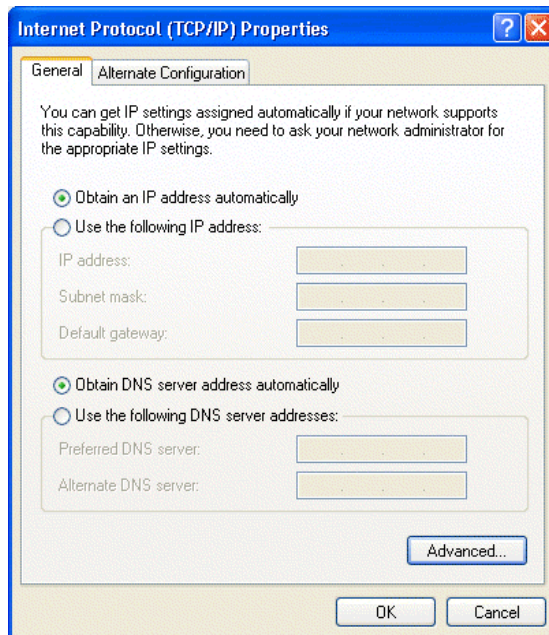 Internet Protocol (TCP/IP) Properties
General
Alternate Configuration
You can get IP settings assigned automatically if your network supports
this capability. Otherwise, you need to ask your network administrator for
the appropriate IP settings.
Obtain an IP address automatically
Use the following IP address:
IP address:
Subnet mask:
Default gateway:
Obtain DNS server address automatically
Use the following DNS server addresses:
Preferred DNS server:
Alternate DNS server:
Advanced...
OK
Cancel